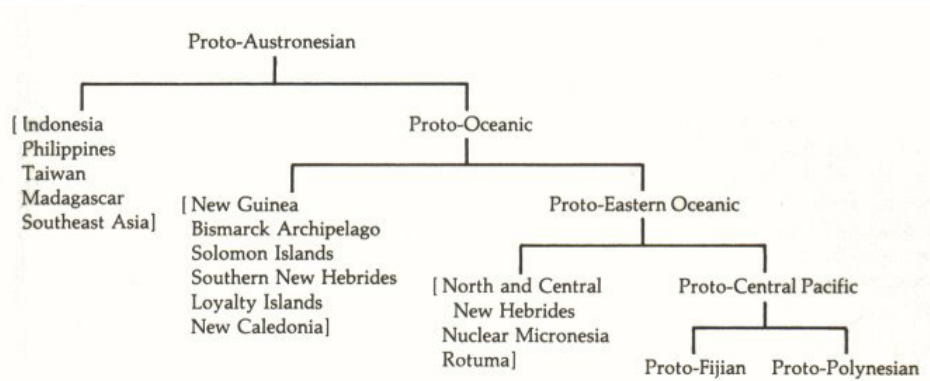 Proto-Austronesian
[ Indonesia
Philippines
Taiwan
Madagascar
Southeast Asia]
Proto-Oceanic
[ New Guinea
Bismarck Archipelago
Solomon Islands
Southern New Hebrides
Loyalty Islands
New Caledonia]
Proto-Eastern Oceanic
[ North and Central
New Hebrides
Nuclear Micronesia
Rotuma]
Proto-Central Pacific
Proto-Fijian
Proto-Polynesian